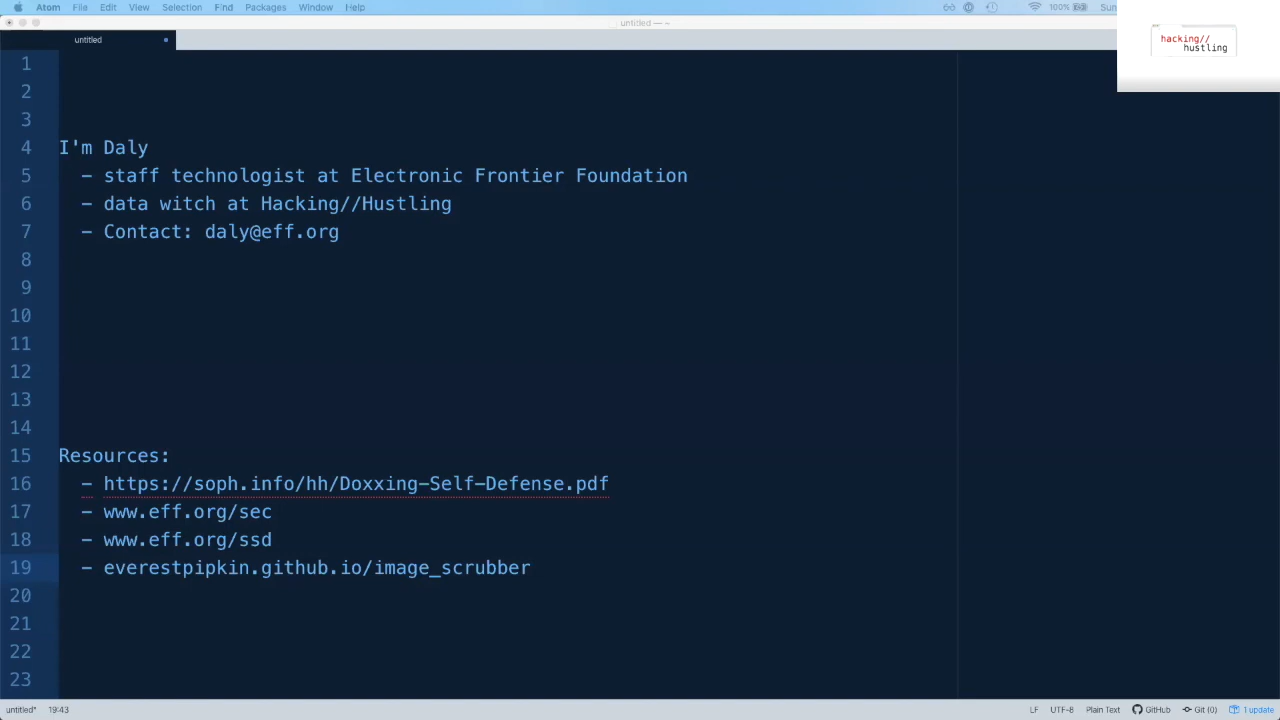 Atom File Edit View Selection Find Packages Window Help 100% Sun
untitled — ~
untitled
hacking//
hustling
1
2
3
4 I'm Daly
5 - staff technologist at Electronic Frontier Foundation
6 - data witch at Hacking//Hustling
7 - Contact: daly@eff.org
8
9
10
11
12
13
14
15 Resources:
16 - https://soph.info/hh/Doxxing-Self-Defense.pdf
17 - www.eff.org/sec
18 - www.eff.org/ssd
19 - everestpipkin.github.io/image_scrubber
20
21
22
23
untitled* 19:43 LF UTF-8 Plain Text GitHub Git (0) 1 update